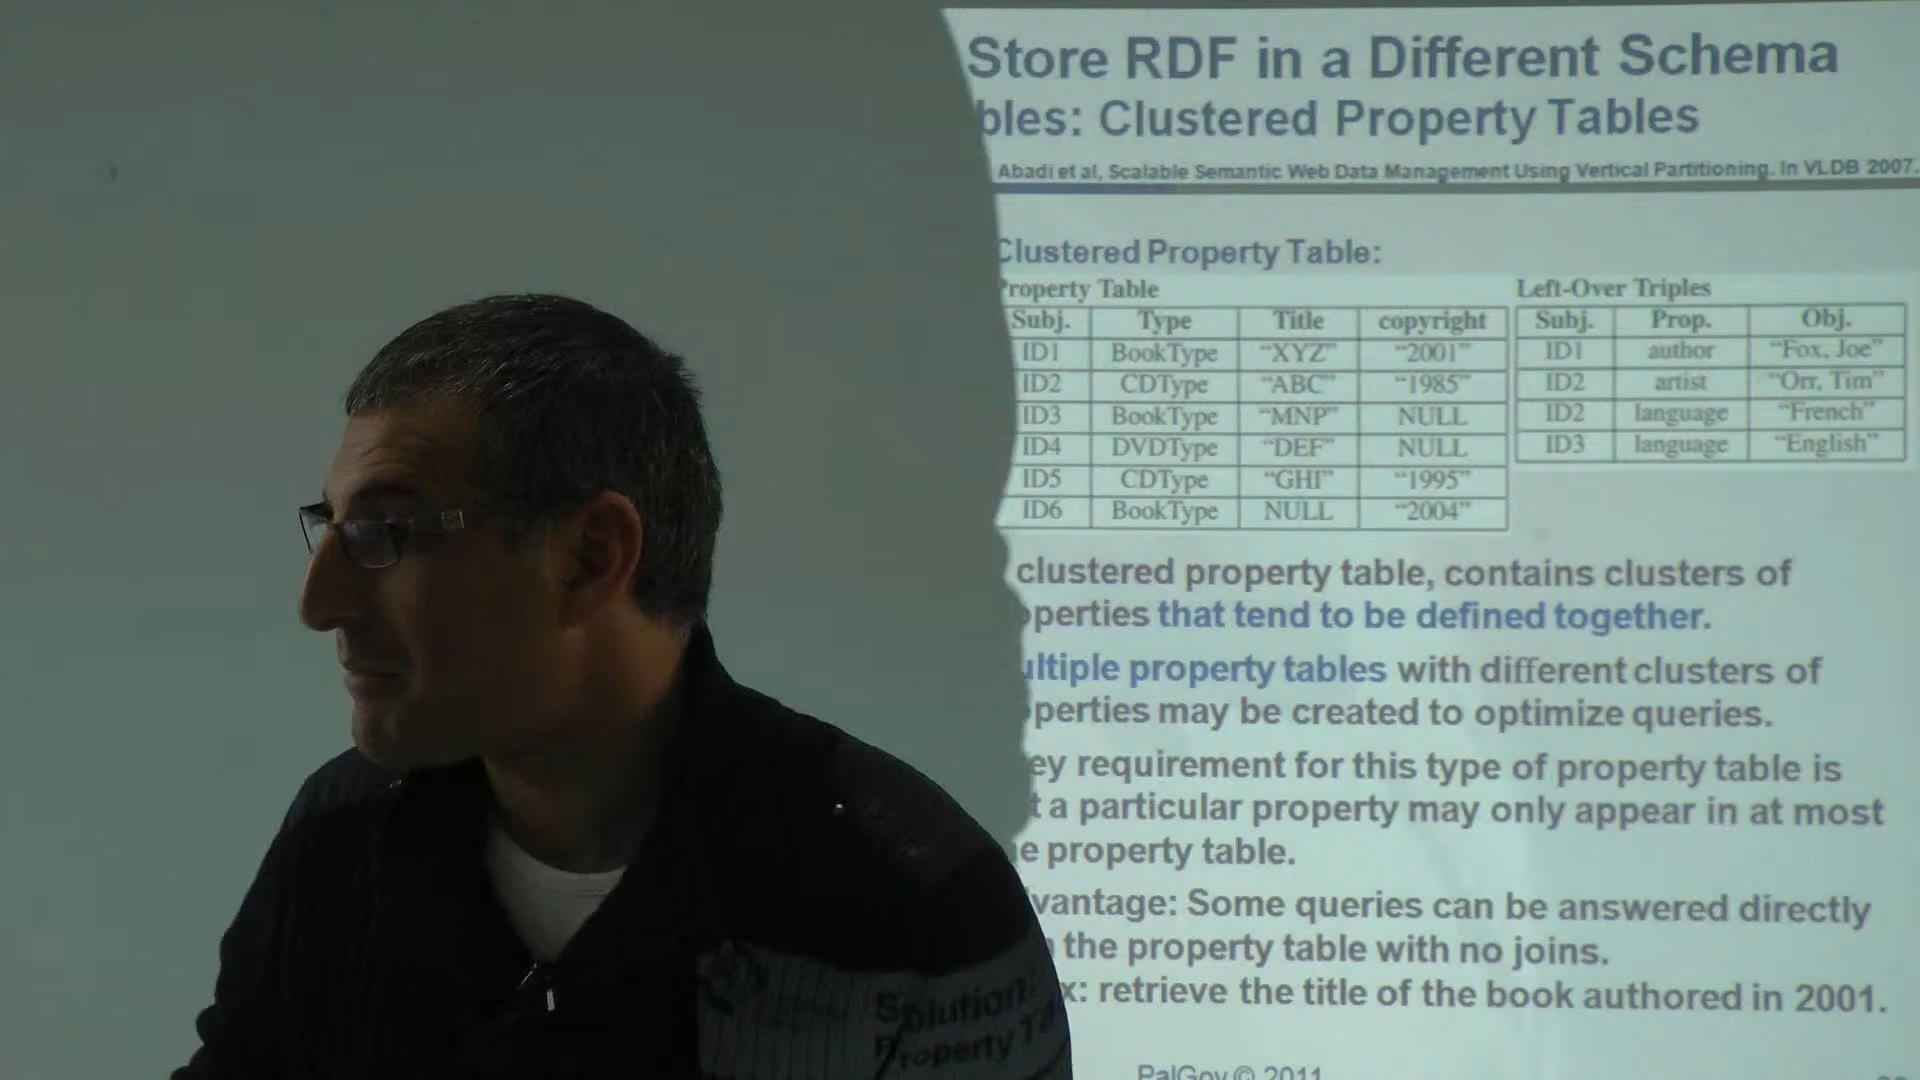 Store RDF in a Different Schema
bles: Clustered Property Tables
Abadi et al, Scalable Semantic Web Data Management Using Vertical Partitioning. In VLDB 2007.
Clustered Property Table:
Property Table
Subj. Type Title copyright
ID1 BookType "XYZ" "2001"
ID2 CDType "ABC" "1985"
ID3 BookType "MNP" NULL
ID4 DVDType "DEF" NULL
ID5 CDType "GHI" "1995"
ID6 BookType NULL "2004"
Left-Over Triples
Subj. Prop. Obj.
ID1 author "Fox, Joe"
ID2 artist "Orr, Tim"
ID2 language "French"
ID3 language "English"
clustered property table, contains clusters of
operties that tend to be defined together.
ultiple property tables with different clusters of
operties may be created to optimize queries.
ey requirement for this type of property table is
t a particular property may only appear in at most
e property table.
vantage: Some queries can be answered directly
the property table with no joins.
x: retrieve the title of the book authored in 2001.
Solution
Property T
PalGov © 2011